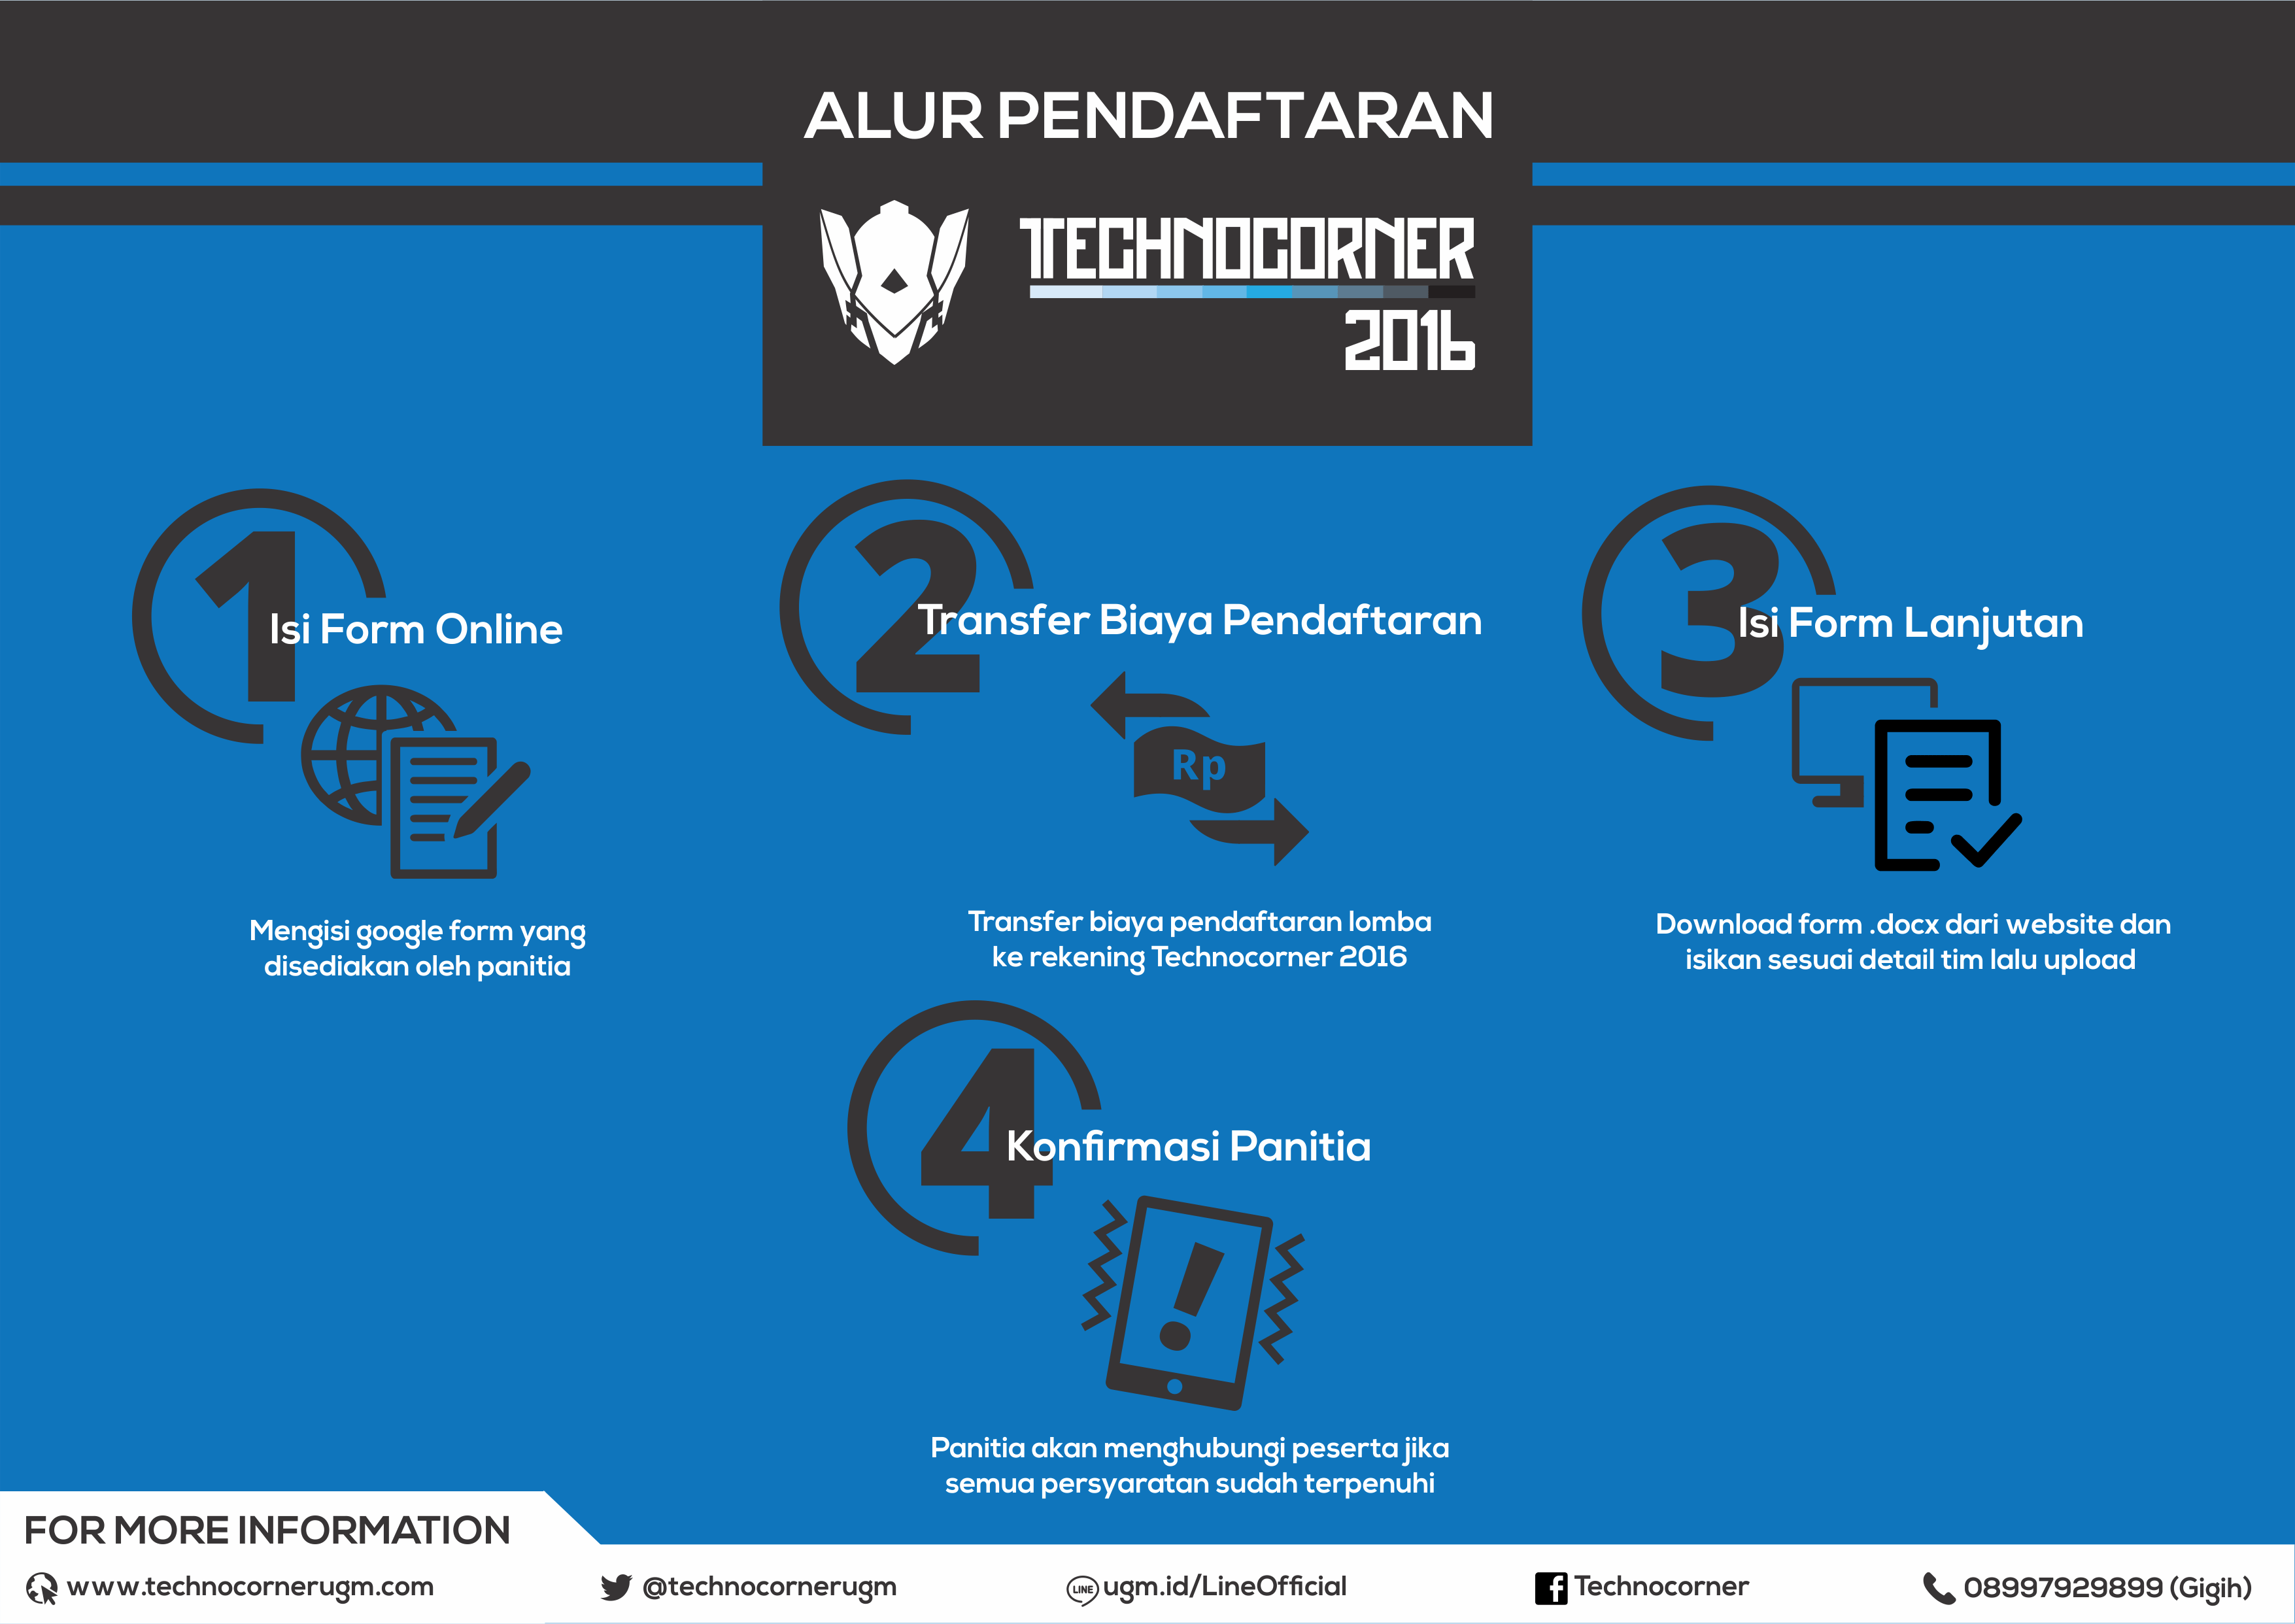 ALUR PENDAFTARAN
TECHNOCORNER
2016
1
Isi Form Online
Mengisi google form yang
disediakan oleh panitia
2
Transfer Biaya Pendaftaran
Rp
Transfer biaya pendaftaran lomba
ke rekening Technocorner 2016
3
Isi Form Lanjutan
Download form .docx dari website dan
isikan sesuai detail tim lalu upload
4
Konfirmasi Panitia
!
Panitia akan menghubungi peserta jika
semua persyaratan sudah terpenuhi
FOR MORE INFORMATION
www.technocornerugm.com
@technocornerugm
LINE ugm.id/LineOfficial
f Technocorner
08997929899 (Gigih)